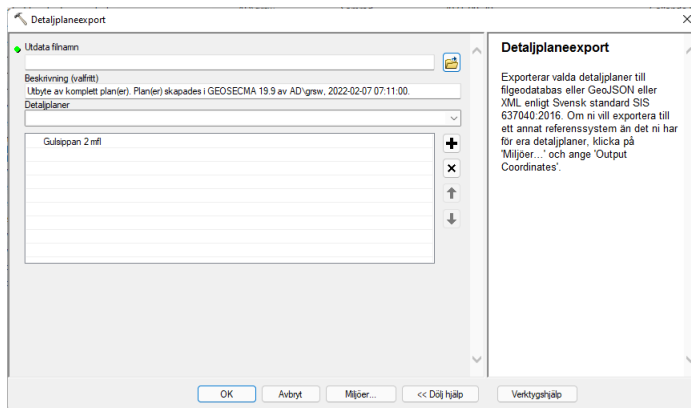 Detaljplaneexport
Utdata filnamn
Beskrivning (valfritt)
Utbyte av komplett plan(er). Plan(er) skapades i GEOSECMA 19.9 av AD\grsw, 2022-02-07 07:11:00.
Detaljplaner
Gulsippan 2 mfl
Detaljplaneexport
Exporterar valda detaljplaner till
filgeodatabas eller GeoJSON eller
XML enligt Svensk standard SIS
637040:2016. Om ni vill exportera till
ett annat referenssystem än det ni har
för era detaljplaner, klicka på
'Miljöer...' och ange 'Output
Coordinates'.
OK
Avbryt
Miljöer...
<< Dölj hjälp
Verktygshjälp